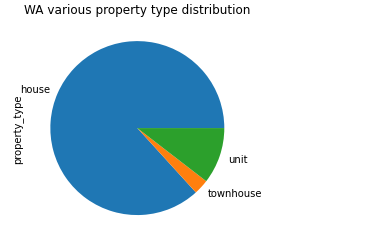 WA various property type distribution
house
property_type
unit
townhouse